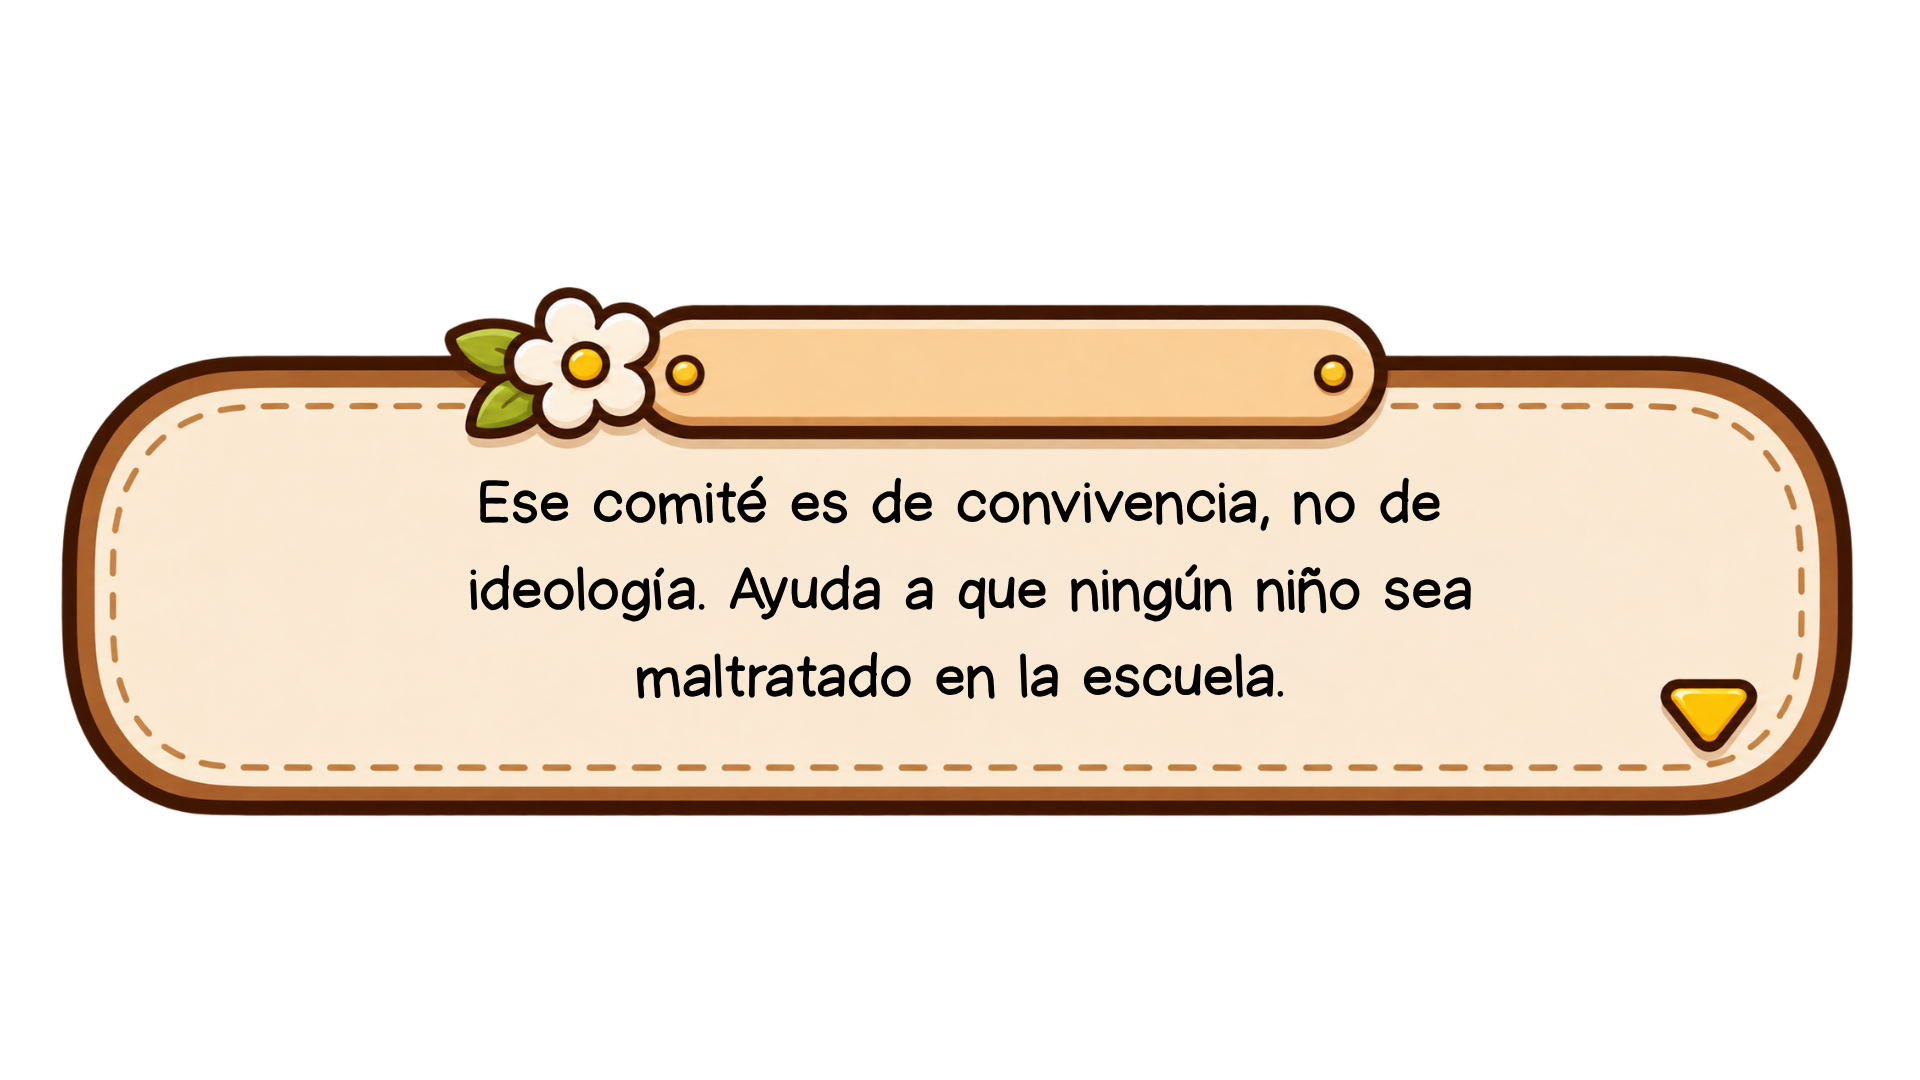 Ese comité es de convivencia, no de
ideología. Ayuda a que ningún niño sea
maltratado en la escuela.